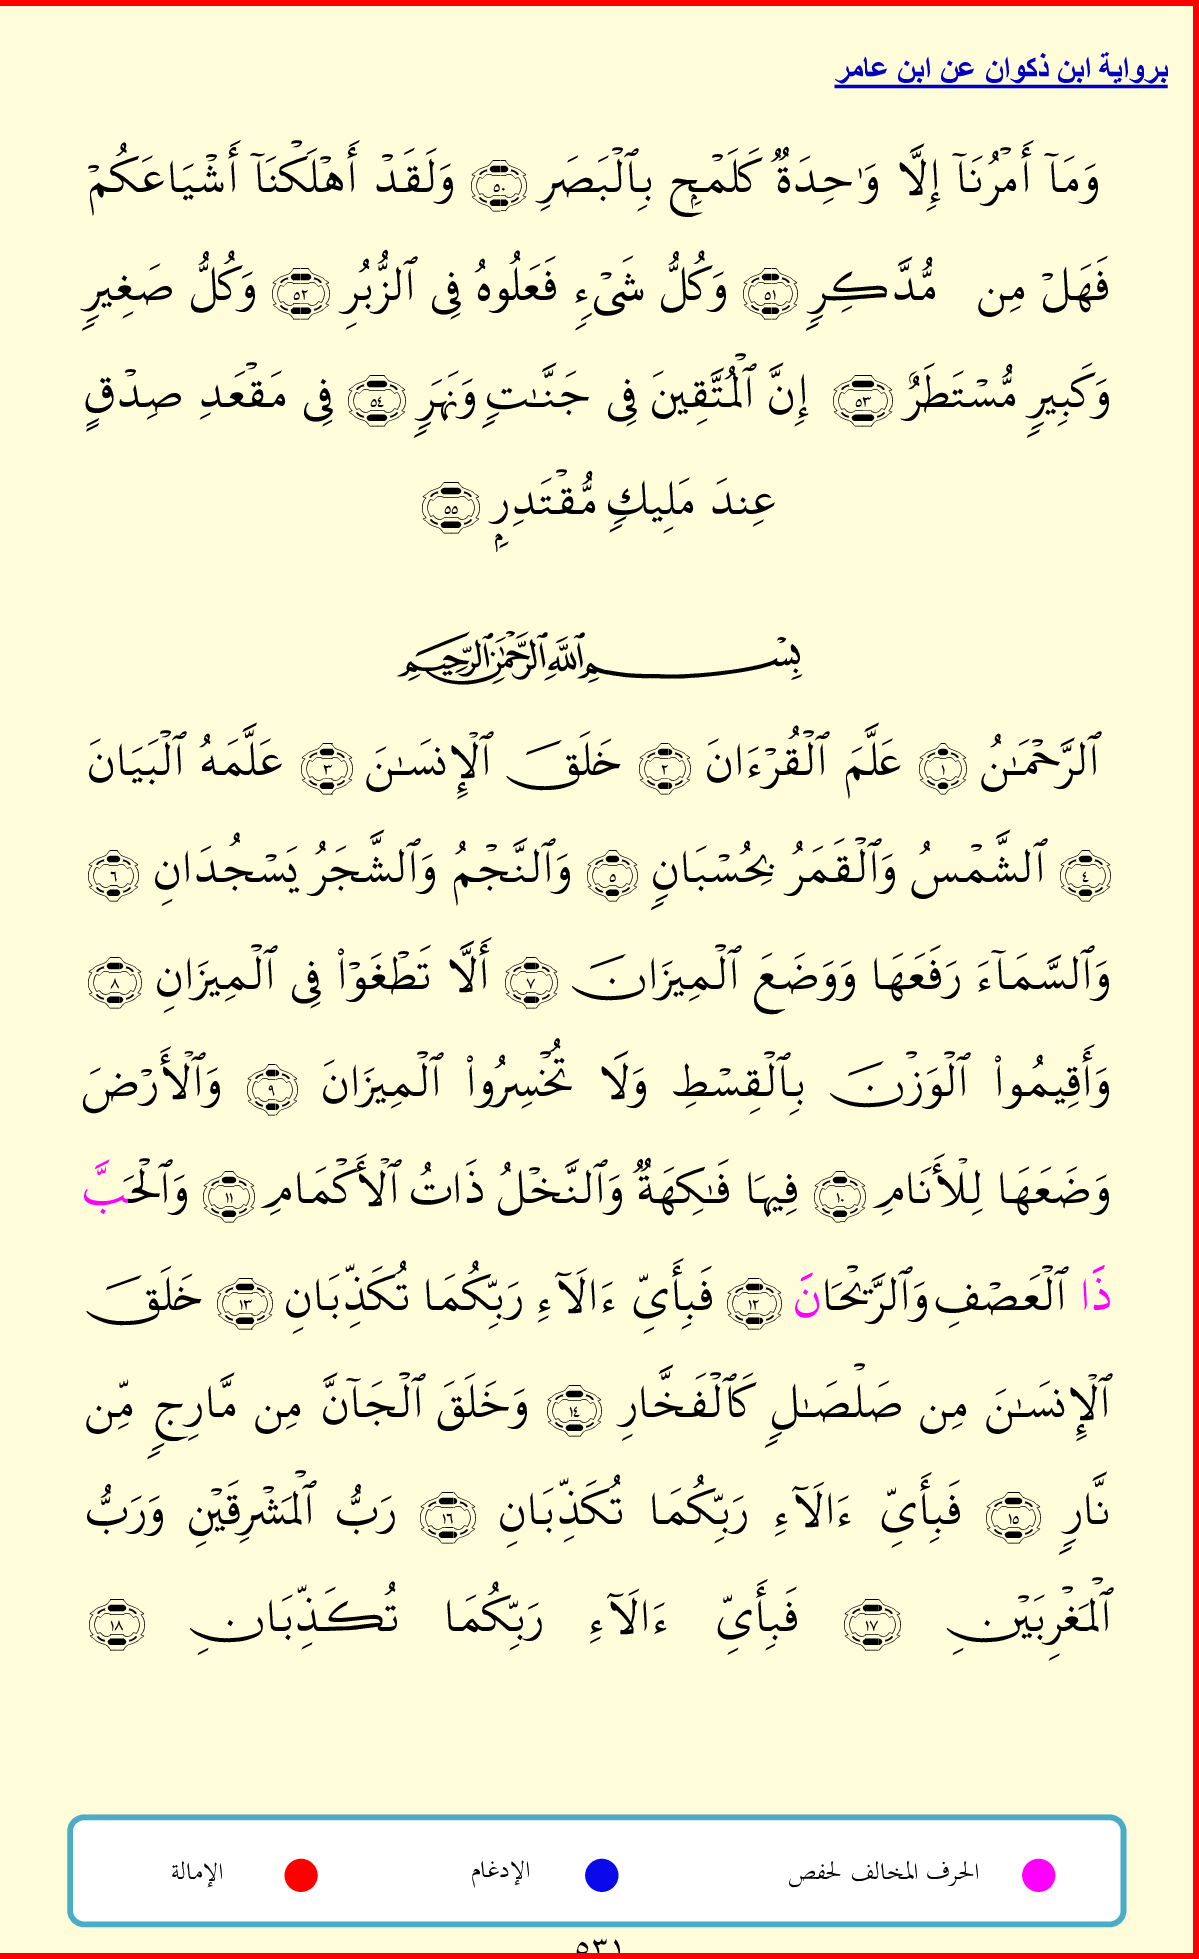 برواية ابن ذكوان عن ابن عامر
وَمَآ أَمۡرُنَآ إِلَّا وَٰحِدَةٞ كَلَمۡحِۭ بِٱلۡبَصَرِ ٥٠ وَلَقَدۡ أَهۡلَكۡنَآ أَشۡيَاعَكُمۡ
فَهَلۡ مِن مُّدَّكِرٖ ٥١ وَكُلُّ شَيۡءٖ فَعَلُوهُ فِي ٱلزُّبُرِ ٥٢ وَكُلُّ صَغِيرٖ
وَكَبِيرٖ مُّسۡتَطَرٌ ٥٣ إِنَّ ٱلۡمُتَّقِينَ فِي جَنَّٰتٖ وَنَهَرٖ ٥٤ فِي مَقۡعَدِ صِدۡقٍ
عِندَ مَلِيكٖ مُّقۡتَدِرِۭ ٥٥
بِسۡمِ ٱللَّهِ ٱلرَّحۡمَٰنِ ٱلرَّحِيمِ
ٱلرَّحۡمَٰنُ ١ عَلَّمَ ٱلۡقُرۡءَانَ ٢ خَلَقَ ٱلۡإِنسَٰنَ ٣ عَلَّمَهُ ٱلۡبَيَانَ
٤ ٱلشَّمۡسُ وَٱلۡقَمَرُ بِحُسۡبَانٖ ٥ وَٱلنَّجۡمُ وَٱلشَّجَرُ يَسۡجُدَانِ ٦
وَٱلسَّمَآءَ رَفَعَهَا وَوَضَعَ ٱلۡمِيزَانَ ٧ أَلَّا تَطۡغَوۡاْ فِي ٱلۡمِيزَانِ ٨
وَأَقِيمُواْ ٱلۡوَزۡنَ بِٱلۡقِسۡطِ وَلَا تُخۡسِرُواْ ٱلۡمِيزَانَ ٩ وَٱلۡأَرۡضَ
وَضَعَهَا لِلۡأَنَامِ ١٠ فِيهَا فَٰكِهَةٞ وَٱلنَّخۡلُ ذَاتُ ٱلۡأَكۡمَامِ ١١ وَٱلۡحَبَّ
ذَا ٱلۡعَصۡفِ وَٱلرَّيۡحَانَ ١٢ فَبِأَيِّ ءَالَآءِ رَبِّكُمَا تُكَذِّبَانِ ١٣ خَلَقَ
ٱلۡإِنسَٰنَ مِن صَلۡصَٰلٖ كَٱلۡفَخَّارِ ١٤ وَخَلَقَ ٱلۡجَآنَّ مِن مَّارِجٖ مِّن
نَّارٖ ١٥ فَبِأَيِّ ءَالَآءِ رَبِّكُمَا تُكَذِّبَانِ ١٦ رَبُّ ٱلۡمَشۡرِقَيۡنِ وَرَبُّ
ٱلۡمَغۡرِبَيۡنِ ١٧ فَبِأَيِّ ءَالَآءِ رَبِّكُمَا تُكَذِّبَانِ ١٨
الحرف المخالف لحفص الإدغام الإمالة
٥٣١